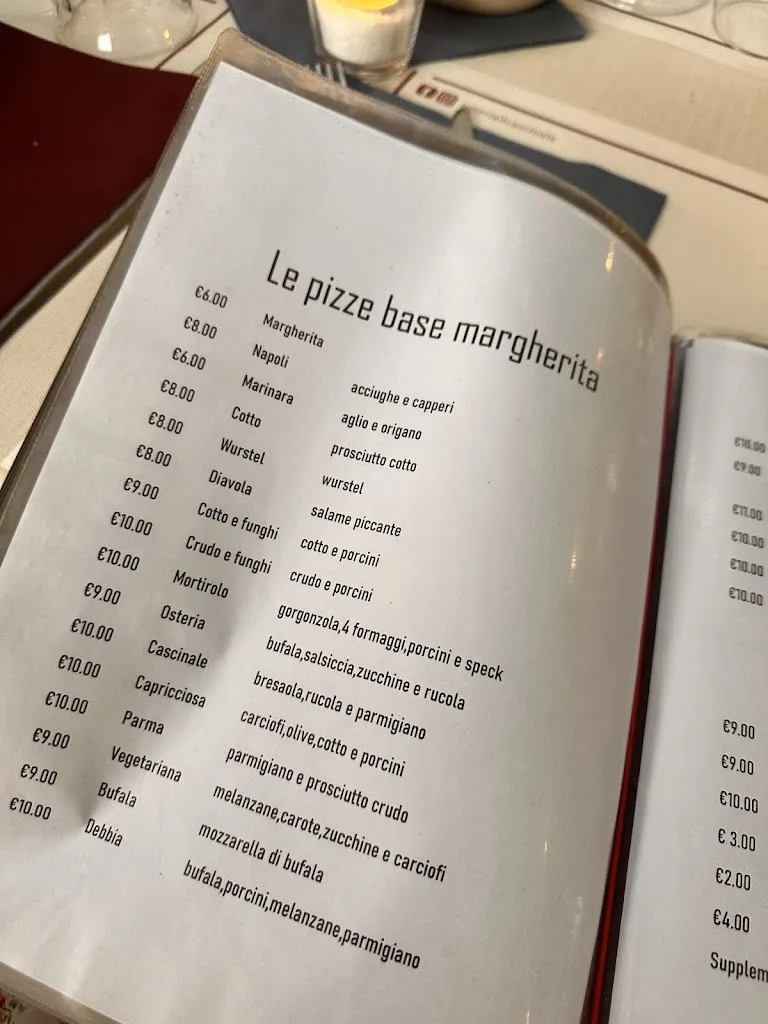 Le pizze base margherita
€6.00 Margherita
€8.00 Napoli acciughe e capperi
€6.00 Marinara aglio e origano
€8.00 Cotto prosciutto cotto
€8.00 Wurstel wurstel
€8.00 Diavola salame piccante
€9.00 Cotto e funghi cotto e porcini
€10.00 Crudo e funghi crudo e porcini
€10.00 Mortirolo gorgonzola,4 formaggi,porcini e speck
€9.00 Osteria bufala,salsiccia,zucchine e rucola
€10.00 Cascinale bresaola,rucola e parmigiano
€10.00 Capricciosa carciofi,olive,cotto e porcini
€10.00 Parma parmigiano e prosciutto crudo
€9.00 Vegetariana melanzane,carote,zucchine e carciofi
€9.00 Bufala mozzarella di bufala
€10.00 Debbia bufala,porcini,melanzane,parmigiano
€10.00
€9.00
€11.00
€10.00
€10.00
€10.00
€9.00
€9.00
€10.00
€ 3.00
€2.00
€4.00
Supplem